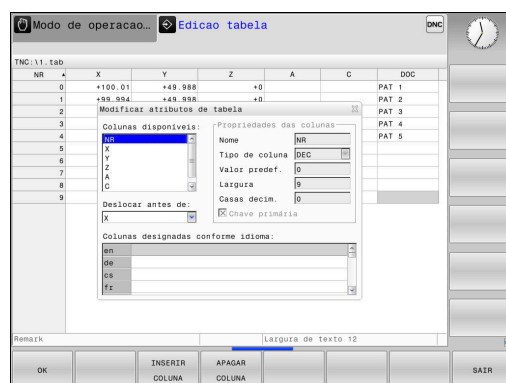 Modo de operacao... Edicao tabela DNC
TNC:\1.tab
NR X Y Z A C DOC
0 +100.01 +49.988 +0 PAT 1
1 +99.994 +49.998 +0 PAT 2
2 PAT 3
3 PAT 4
4 PAT 5
5
6
7
8
9
Modificar atributos de tabela
Colunas disponíveis:
NR
X
Y
Z
A
C
Deslocar antes de:
X
Propriedades das colunas
Nome NR
Tipo de coluna DEC
Valor predef. 0
Largura 9
Casas decim. 0
Chave primária
Colunas designadas conforme idioma:
en
de
cs
fr
Remark Largura de texto 12
OK
INSERIR COLUNA
APAGAR COLUNA
SAIR